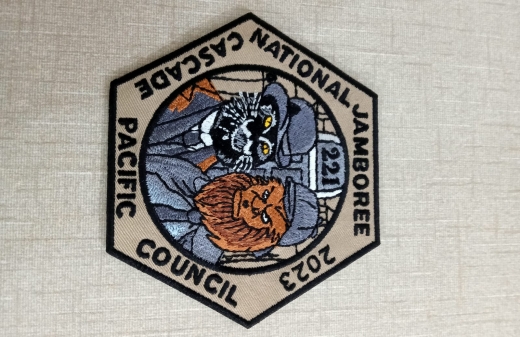 NATIONAL JAMBOREE
2023
CASCADE
PACIFIC
COUNCIL
221